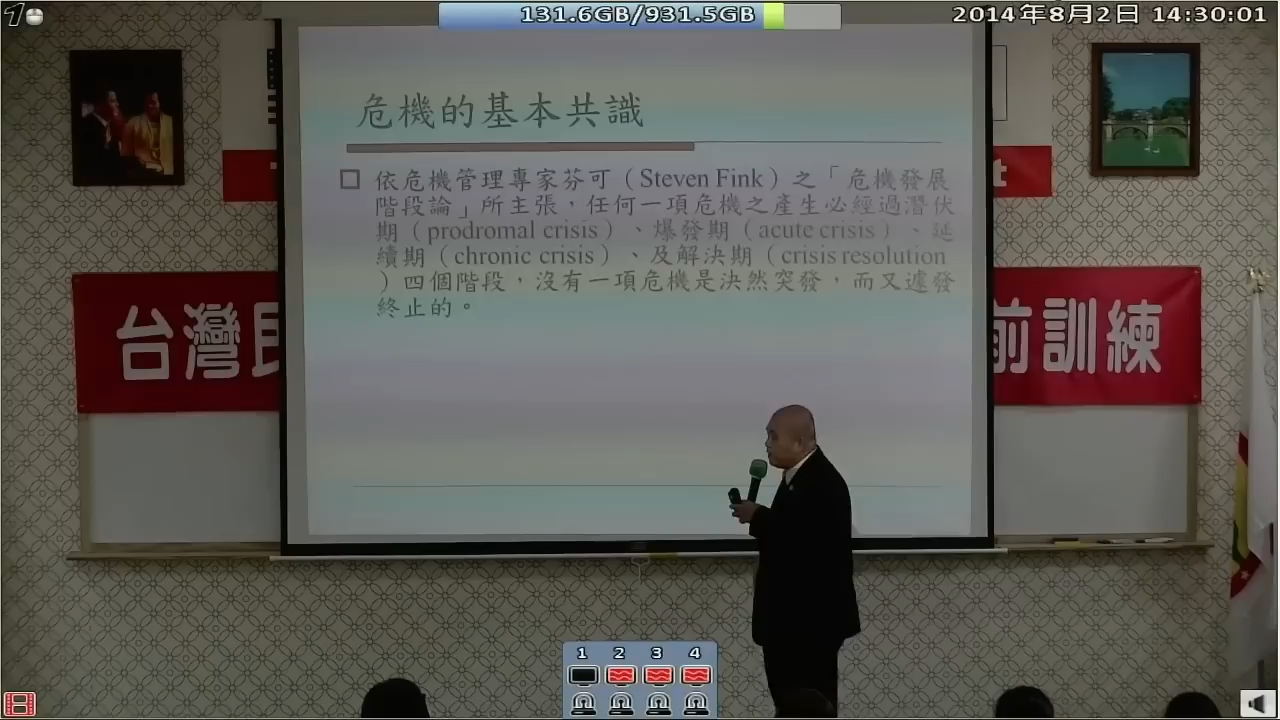 131.6GB/931.5GB
2014年8月2日 14:30:01
危機的基本共識
依危機管理專家芬可（Steven Fink）之「危機發展
階段論」所主張，任何一項危機之產生必經過潛伏
期（prodromal crisis）、爆發期（acute crisis）、延
續期（chronic crisis）、及解決期（crisis resolution
）四個階段，沒有一項危機是決然突發，而又遽發
終止的。
台灣民
前訓練
1 2 3 4